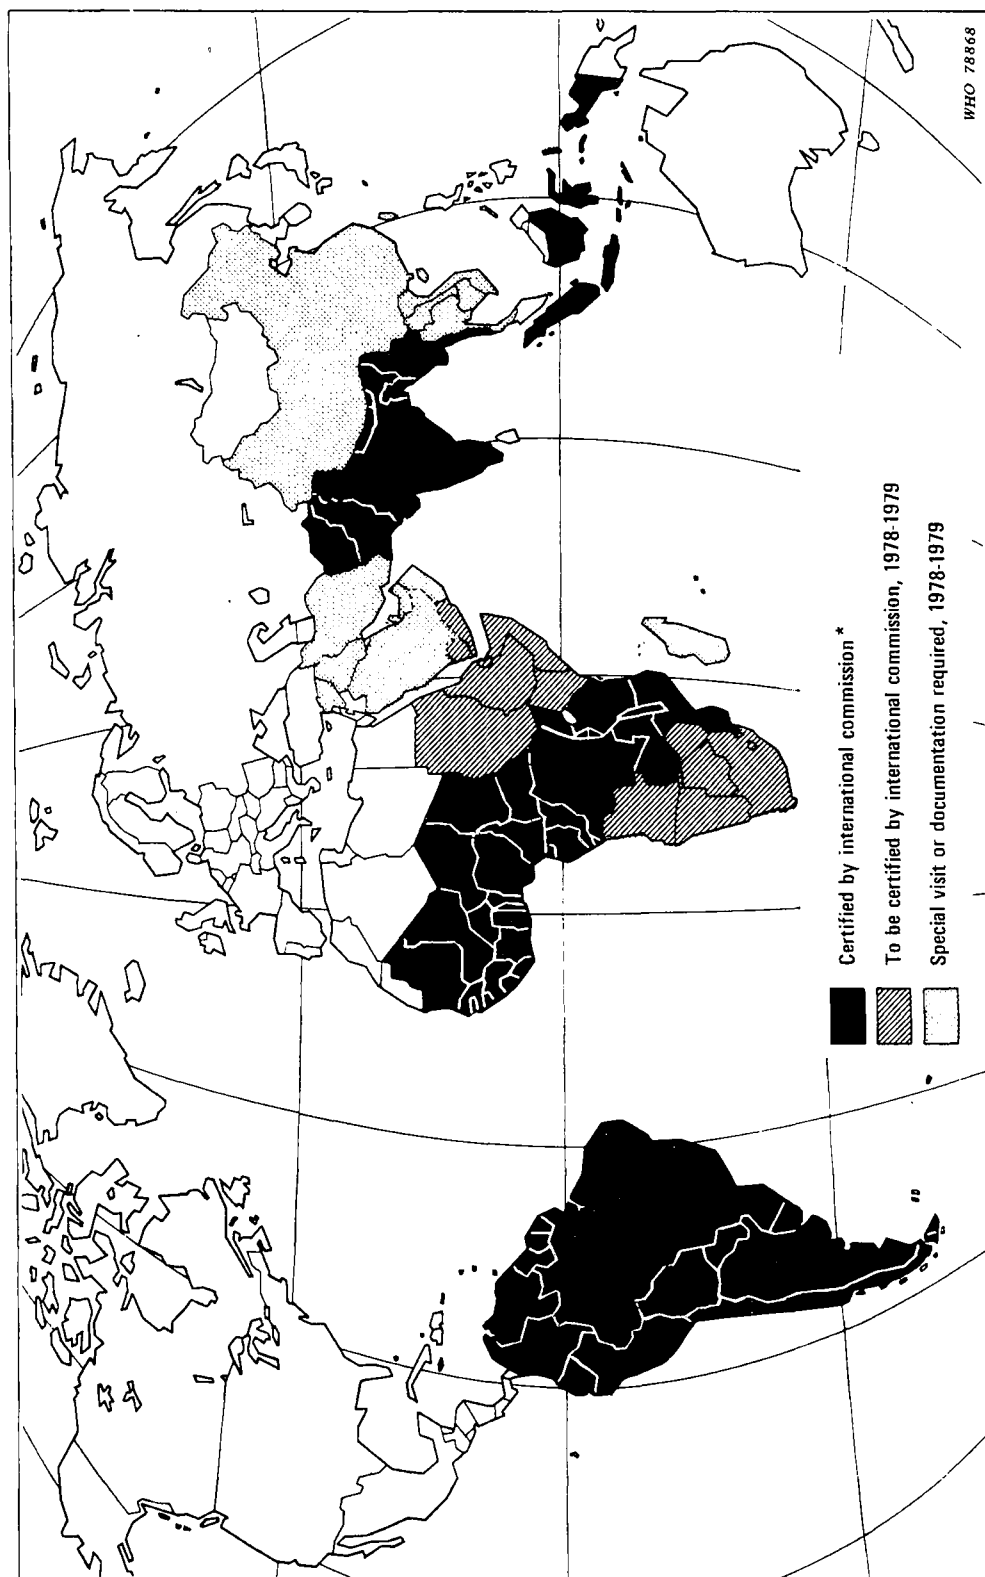 Certified by international commission*
To be certified by international commission, 1978-1979
Special visit or documentation required, 1978-1979
WHO 78868